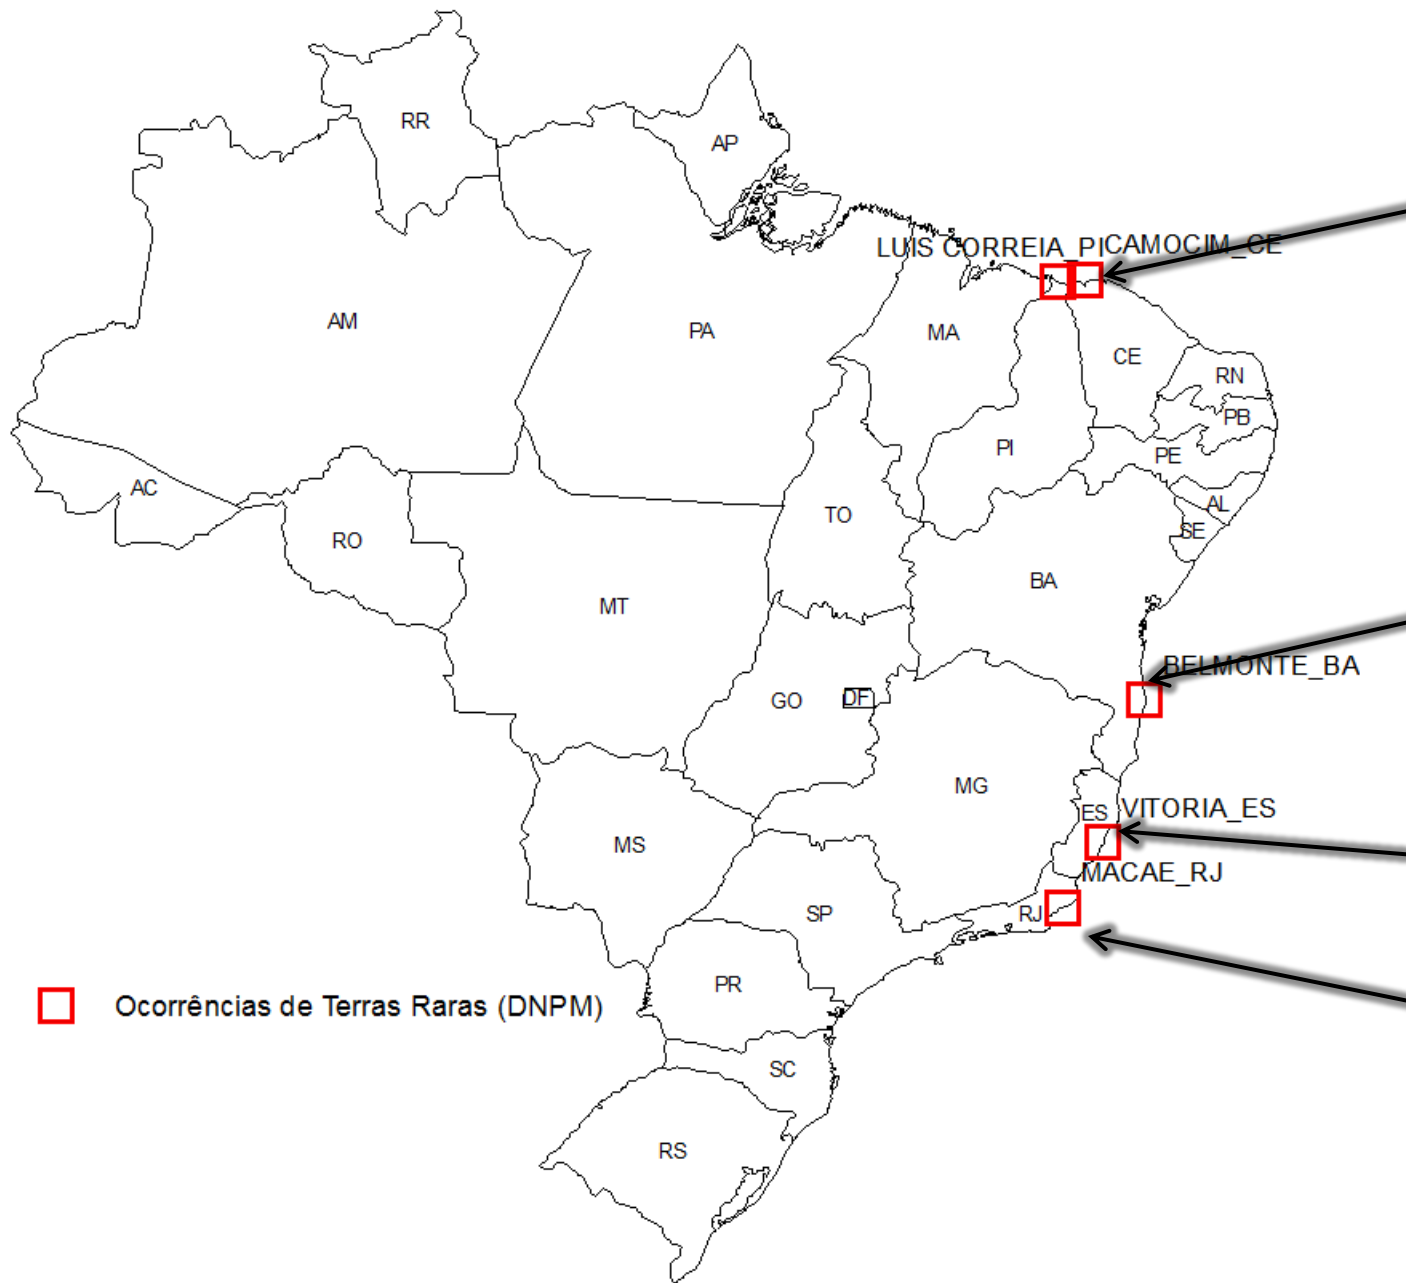 RR
AP
LUIS CORREIA_PI
CAMOCIM_CE
AM
PA
MA
CE
RN
PB
PI
PE
AC
AL
TO
SE
RO
BA
MT
BELMONTE_BA
GO
DF
MG
ES
VITORIA_ES
MS
MACAE_RJ
SP
RJ
PR
Ocorrências de Terras Raras (DNPM)
SC
RS